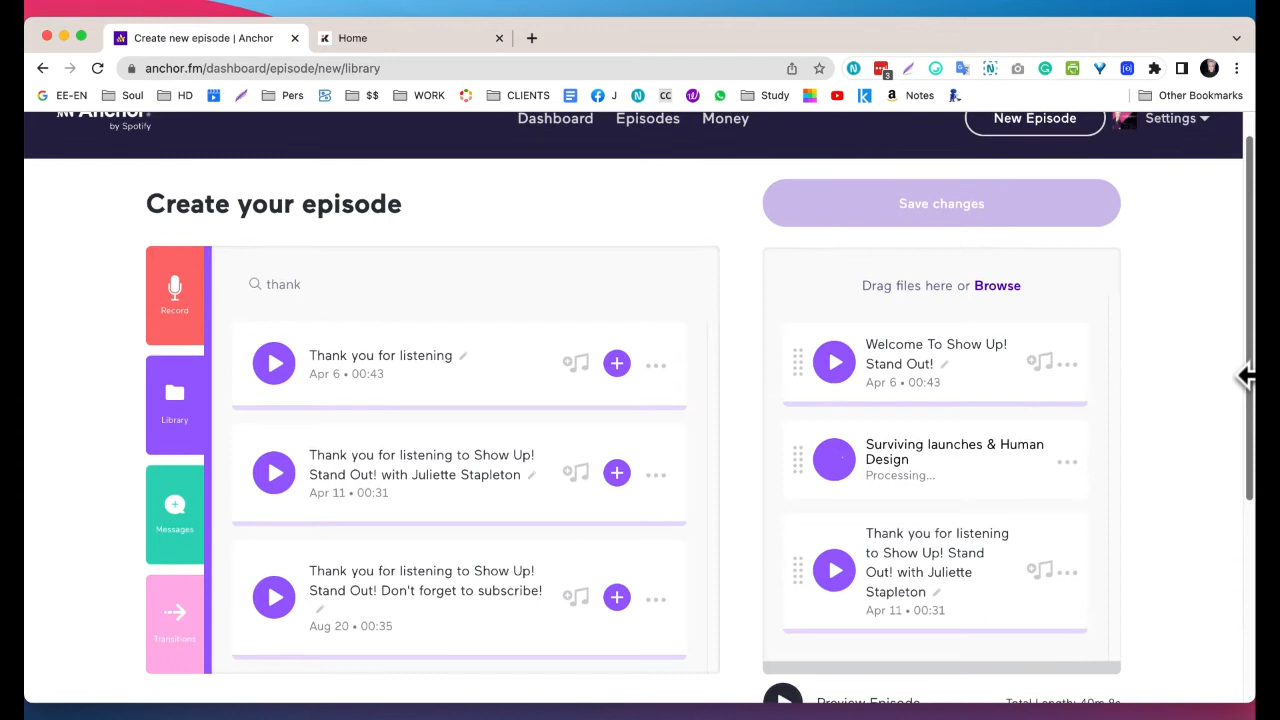 Create new episode | Anchor
Home
anchor.fm/dashboard/episode/new/library
3
EE-EN
Soul
HD
Pers
$$
WORK
CLIENTS
J
CC
Study
Notes
Other Bookmarks
Anchor
by Spotify
Dashboard
Episodes
Money
New Episode
Settings
Create your episode
Save changes
Record
Library
Messages
Transitions
thank
Thank you for listening
Apr 6 • 00:43
Thank you for listening to Show Up!
Stand Out! with Juliette Stapleton
Apr 11 • 00:31
Thank you for listening to Show Up!
Stand Out! Don't forget to subscribe!
Aug 20 • 00:35
Drag files here or Browse
Welcome To Show Up!
Stand Out!
Apr 6 • 00:43
Surviving launches & Human
Design
Processing...
Thank you for listening
to Show Up! Stand
Out! with Juliette
Stapleton
Apr 11 • 00:31
Preview Episode
Total Length: 40m 8s